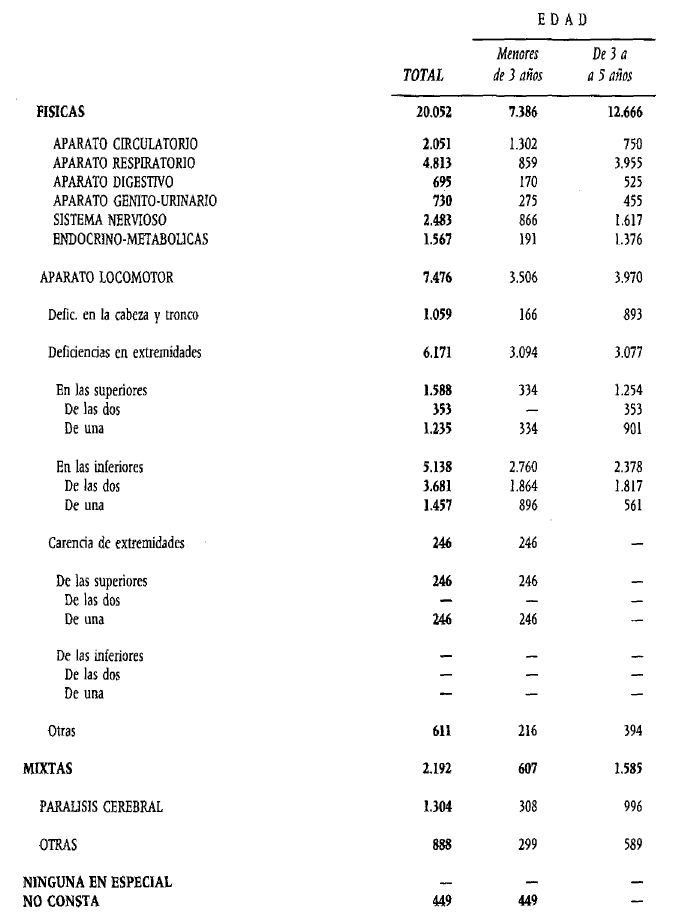 EDAD
Menores De 3 a
TOTAL de 3 años a 5 años
FISICAS 20.052 7.386 12.666
APARATO CIRCULATORIO 2.051 1.302 750
APARATO RESPIRATORIO 4.813 859 3.955
APARATO DIGESTIVO 695 170 525
APARATO GENITO-URINARIO 730 275 455
SISTEMA NERVIOSO 2.483 866 1.617
ENDOCRINO-METABOLICAS 1.567 191 1.376
APARATO LOCOMOTOR 7.476 3.506 3.970
Defic. en la cabeza y tronco 1.059 166 893
Deficiencias en extremidades 6.171 3.094 3.077
En las superiores 1.588 334 1.254
De las dos 353 — 353
De una 1.235 334 901
En las inferiores 5.138 2.760 2.378
De las dos 3.681 1.864 1.817
De una 1.457 896 561
Carencia de extremidades 246 246 —
De las superiores 246 246 —
De las dos — — —
De una 246 246 —
De las inferiores — — —
De las dos — — —
De una — — —
Otras 611 216 394
MIXTAS 2.192 607 1.585
PARALISIS CEREBRAL 1.304 308 996
OTRAS 888 299 589
NINGUNA EN ESPECIAL — — —
NO CONSTA 449 449 —